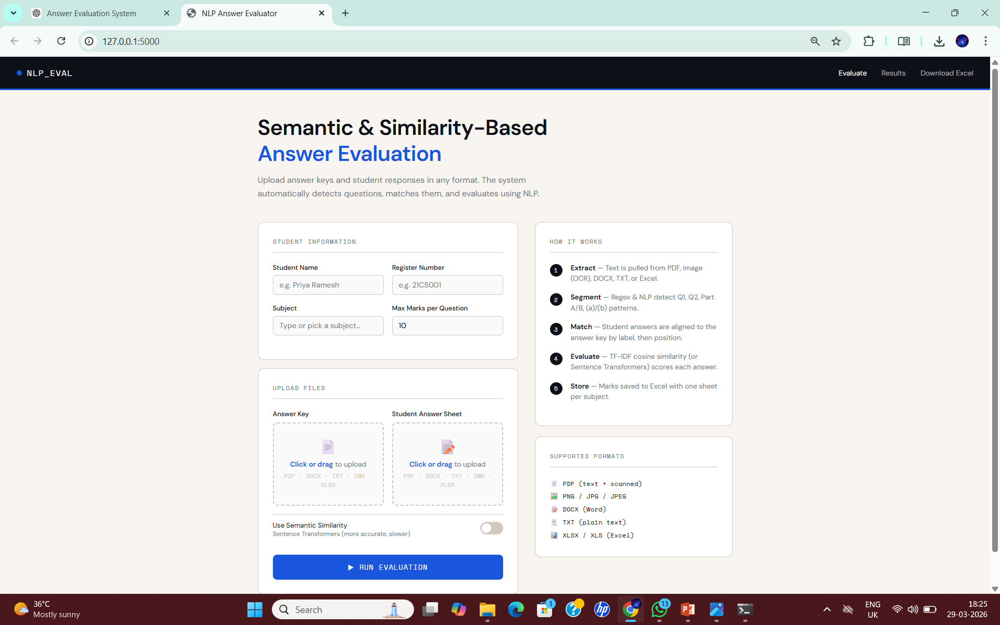 Answer Evaluation System
NLP Answer Evaluator
127.0.0.1:5000
NLP_EVAL
Evaluate
Results
Download Excel
Semantic & Similarity-Based
Answer Evaluation
Upload answer keys and student responses in any format. The system
automatically detects questions, matches them, and evaluates using NLP.
STUDENT INFORMATION
Student Name
Register Number
e.g. Priya Ramesh
e.g. 21CS001
Subject
Max Marks per Question
Type or pick a subject...
10
UPLOAD FILES
Answer Key
Student Answer Sheet
Click or drag to upload
PDF · DOCX · TXT · IMG ·
XLSX
Click or drag to upload
PDF · DOCX · TXT · IMG ·
XLSX
Use Semantic Similarity
Sentence Transformers (more accurate, slower)
▶ RUN EVALUATION
HOW IT WORKS
1 Extract — Text is pulled from PDF, image
(OCR), DOCX, TXT, or Excel.
2 Segment — Regex & NLP detect Q1, Q2, Part
A/B, (a)/(b) patterns.
3 Match — Student answers are aligned to the
answer key by label, then position.
4 Evaluate — TF-IDF cosine similarity (or
Sentence Transformers) scores each answer.
5 Store — Marks saved to Excel with one sheet
per subject.
SUPPORTED FORMATS
PDF (text + scanned)
PNG / JPG / JPEG
DOCX (Word)
TXT (plain text)
XLSX / XLS (Excel)
36°C
Mostly sunny
Search
1
?
hp
13
P
ENG
UK
18:25
29-03-2026